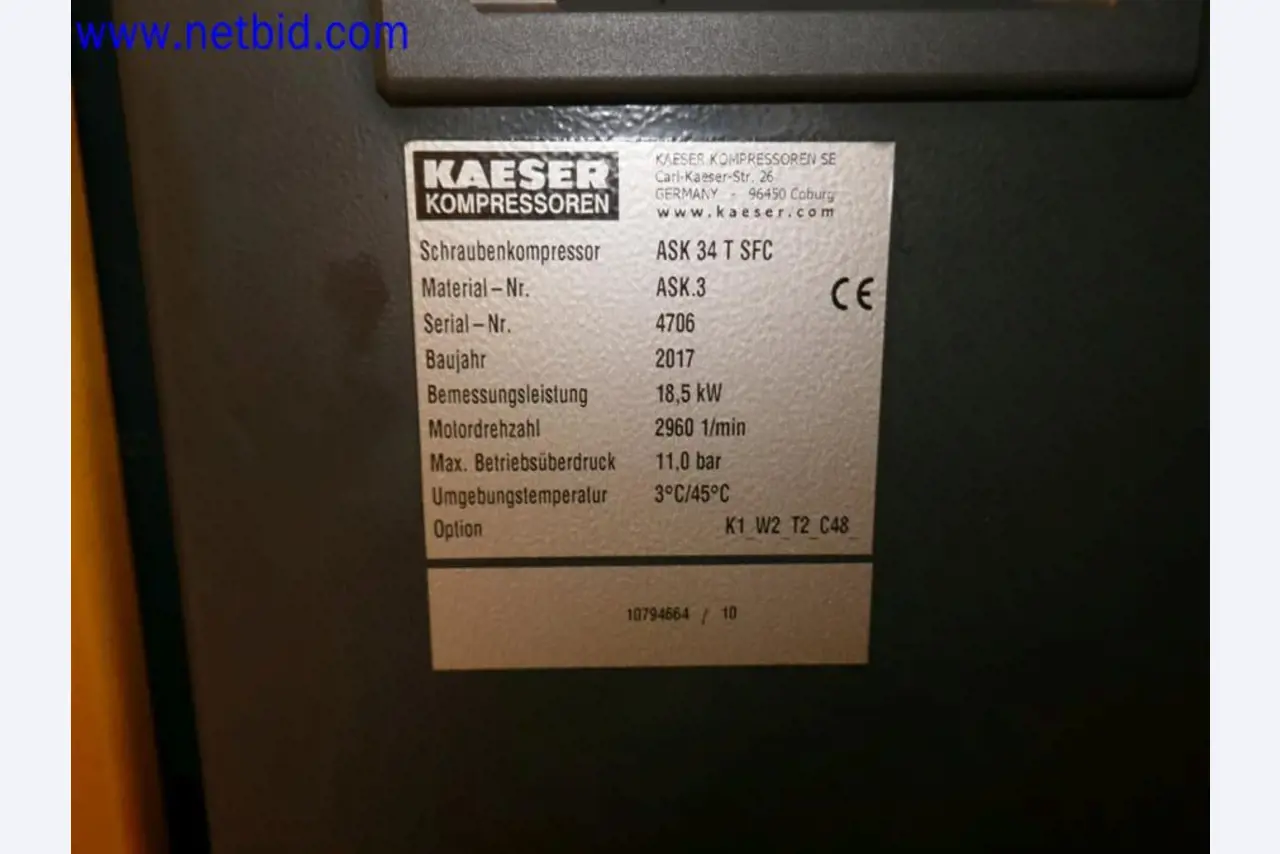 www.netbid.com
KAESER
KOMPRESSOREN
KAESER KOMPRESSOREN SE
Carl-Kaeser-Str. 26
GERMANY - 96450 Coburg
www.kaeser.com
Schraubenkompressor ASK 34 T SFC
Material-Nr. ASK.3
CE
Serial-Nr. 4706
Baujahr 2017
Bemessungsleistung 18,5 kW
Motordrehzahl 2960 1/min
Max. Betriebsüberdruck 11,0 bar
Umgebungstemperatur 3°C/45°C
Option K1_W2_T2_C48_
10794664 / 10